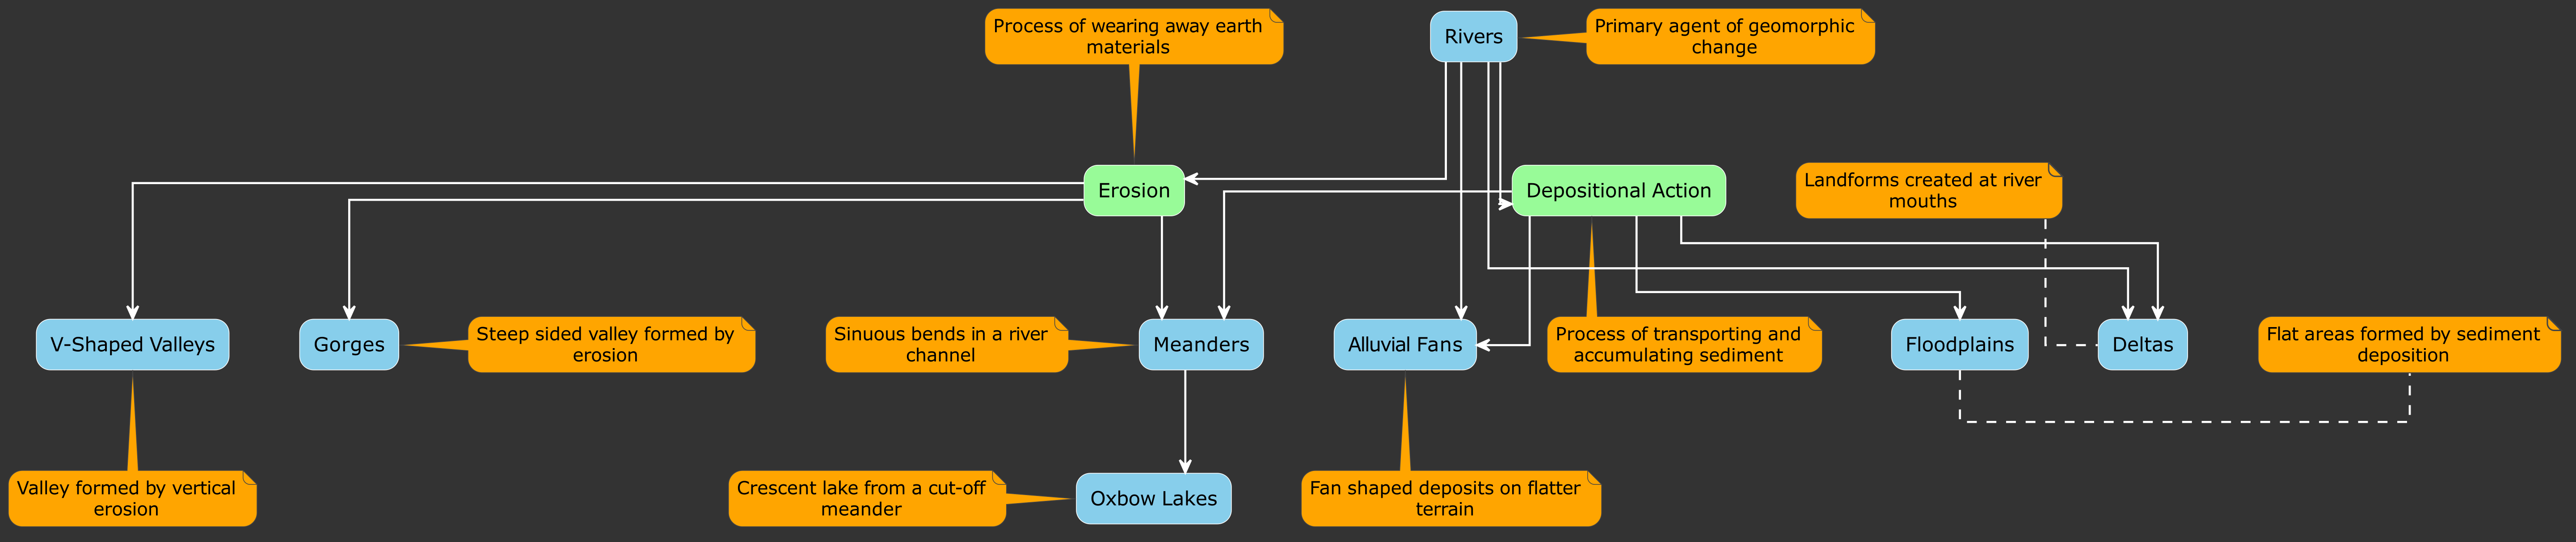 Process of wearing away earth
materials
Rivers
Primary agent of geomorphic
change
Erosion
Depositional Action
Landforms created at river
mouths
V-Shaped Valleys
Gorges
Steep sided valley formed by
erosion
Sinuous bends in a river
channel
Meanders
Alluvial Fans
Process of transporting and
accumulating sediment
Floodplains
Deltas
Flat areas formed by sediment
deposition
Valley formed by vertical
erosion
Crescent lake from a cut-off
meander
Oxbow Lakes
Fan shaped deposits on flatter
terrain